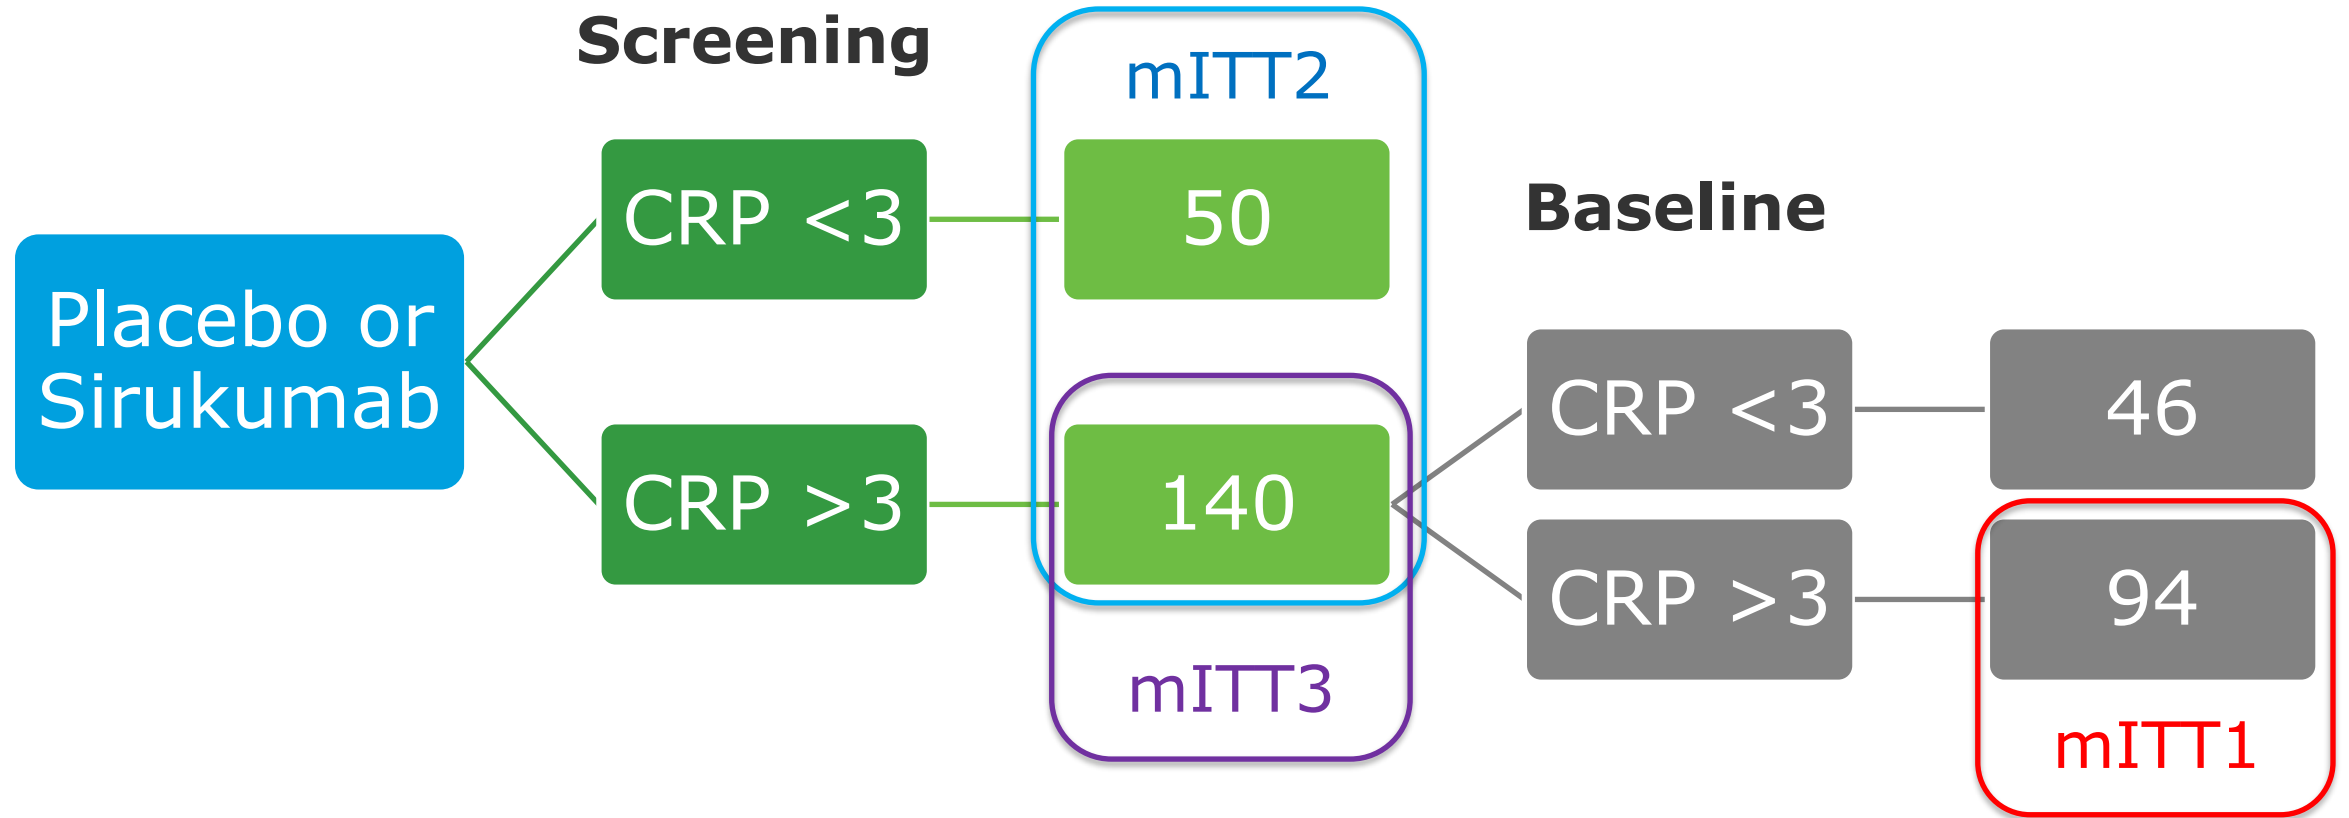 Screening
mITT2
CRP <3
50
Baseline
Placebo or
Sirukumab
CRP <3
46
CRP >3
140
CRP >3
94
mITT3
mITT1